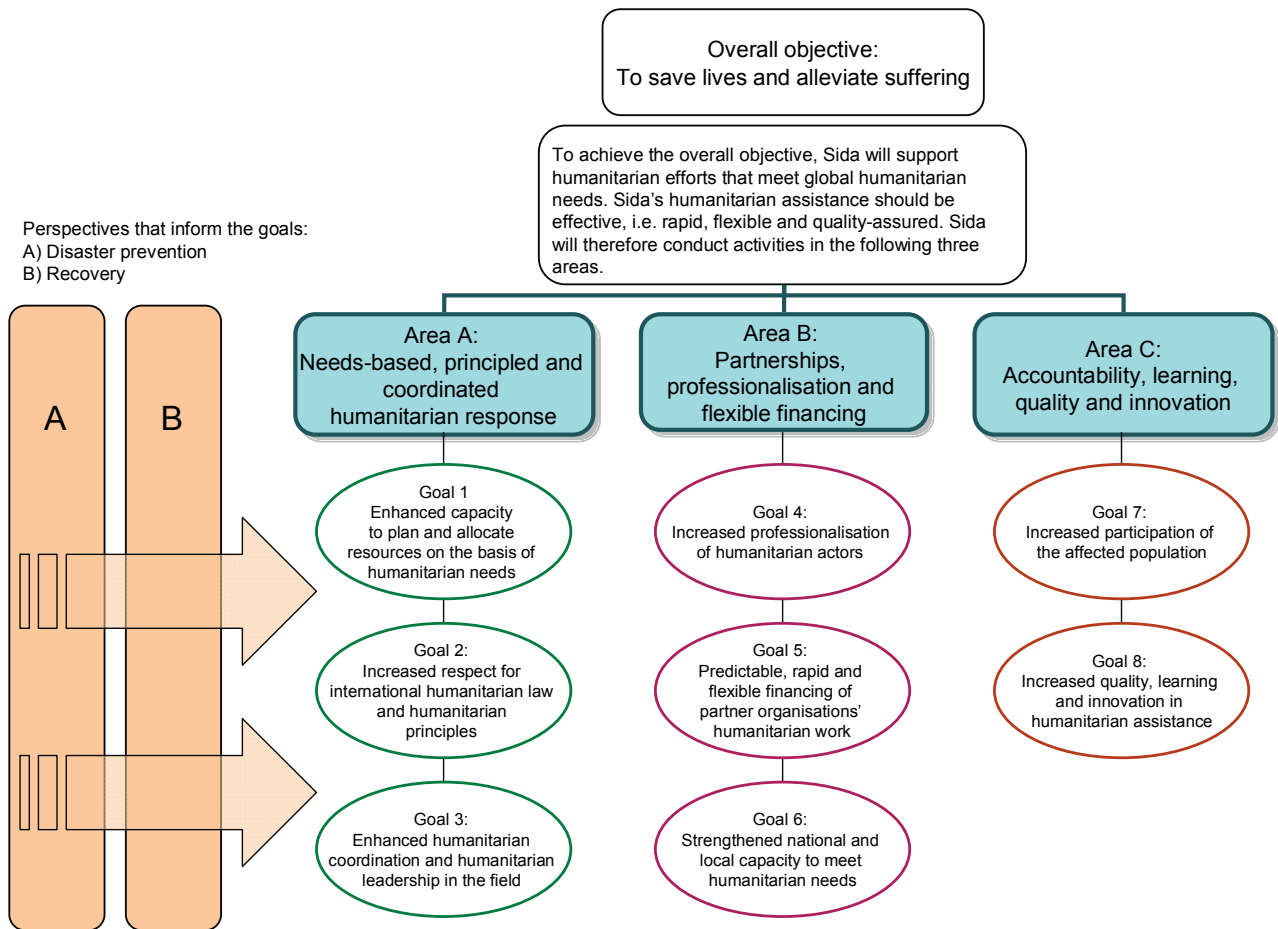 Overall objective:
To save lives and alleviate suffering
To achieve the overall objective, Sida will support
humanitarian efforts that meet global humanitarian
needs. Sida’s humanitarian assistance should be
effective, i.e. rapid, flexible and quality-assured. Sida
will therefore conduct activities in the following three
areas.
Perspectives that inform the goals:
A) Disaster prevention
B) Recovery
A
B
Area A:
Needs-based, principled and
coordinated
humanitarian response
Goal 1
Enhanced capacity
to plan and allocate
resources on the basis of
humanitarian needs
Goal 2:
Increased respect for
international humanitarian law
and humanitarian
principles
Goal 3:
Enhanced humanitarian
coordination and humanitarian
leadership in the field
Area B:
Partnerships,
professionalisation and
flexible financing
Goal 4:
Increased professionalisation
of humanitarian actors
Goal 5:
Predictable, rapid and
flexible financing of
partner organisations’
humanitarian work
Goal 6:
Strengthened national and
local capacity to meet
humanitarian needs
Area C:
Accountability, learning,
quality and innovation
Goal 7:
Increased participation of
the affected population
Goal 8:
Increased quality, learning
and innovation in
humanitarian assistance